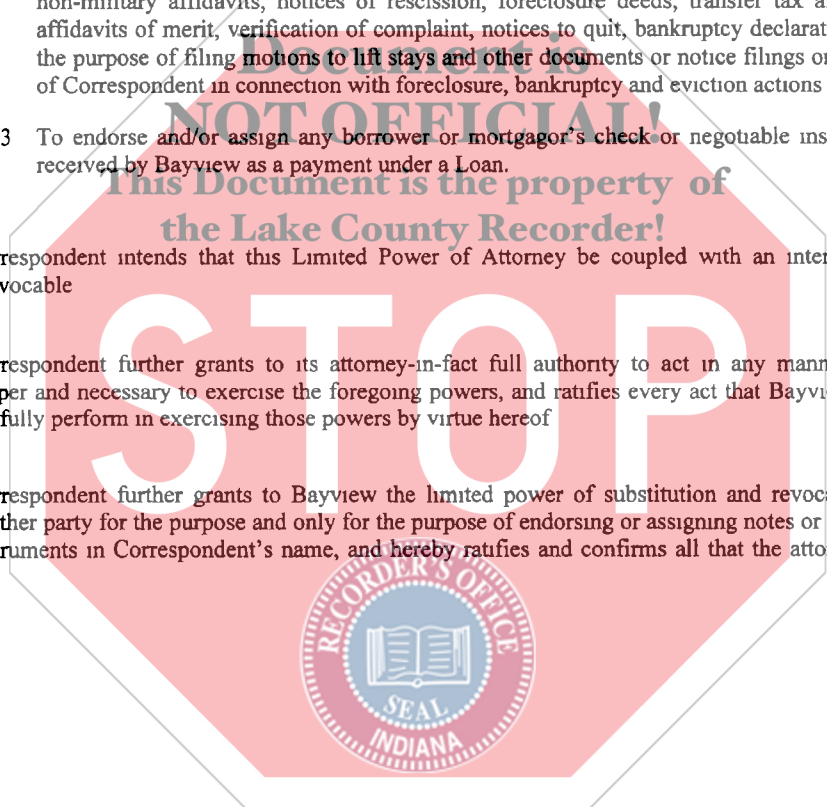 non-military affidavits, notices of rescission, foreclosure deeds, transfer tax
affidavits of merit, verification of complaint, notices to quit, bankruptcy declarat
the purpose of filing motions to lift stays and other documents or notice filings or
of Correspondent in connection with foreclosure, bankruptcy and eviction actions
Document is
NOT OFFICIAL!
3 To endorse and/or assign any borrower or mortgagor's check or negotiable ins
received by Bayview as a payment under a Loan.
This Document is the property of
the Lake County Recorder!
respondent intends that this Limited Power of Attorney be coupled with an inter
vocable
STOP
respondent further grants to its attorney-in-fact full authority to act in any mann
per and necessary to exercise the foregoing powers, and ratifies every act that Bayvi
fully perform in exercising those powers by virtue hereof
respondent further grants to Bayview the limited power of substitution and revoc
ther party for the purpose and only for the purpose of endorsing or assigning notes or
ruments in Correspondent's name, and hereby ratifies and confirms all that the atto
RECORDER'S OFFICE
SEAL
INDIANA